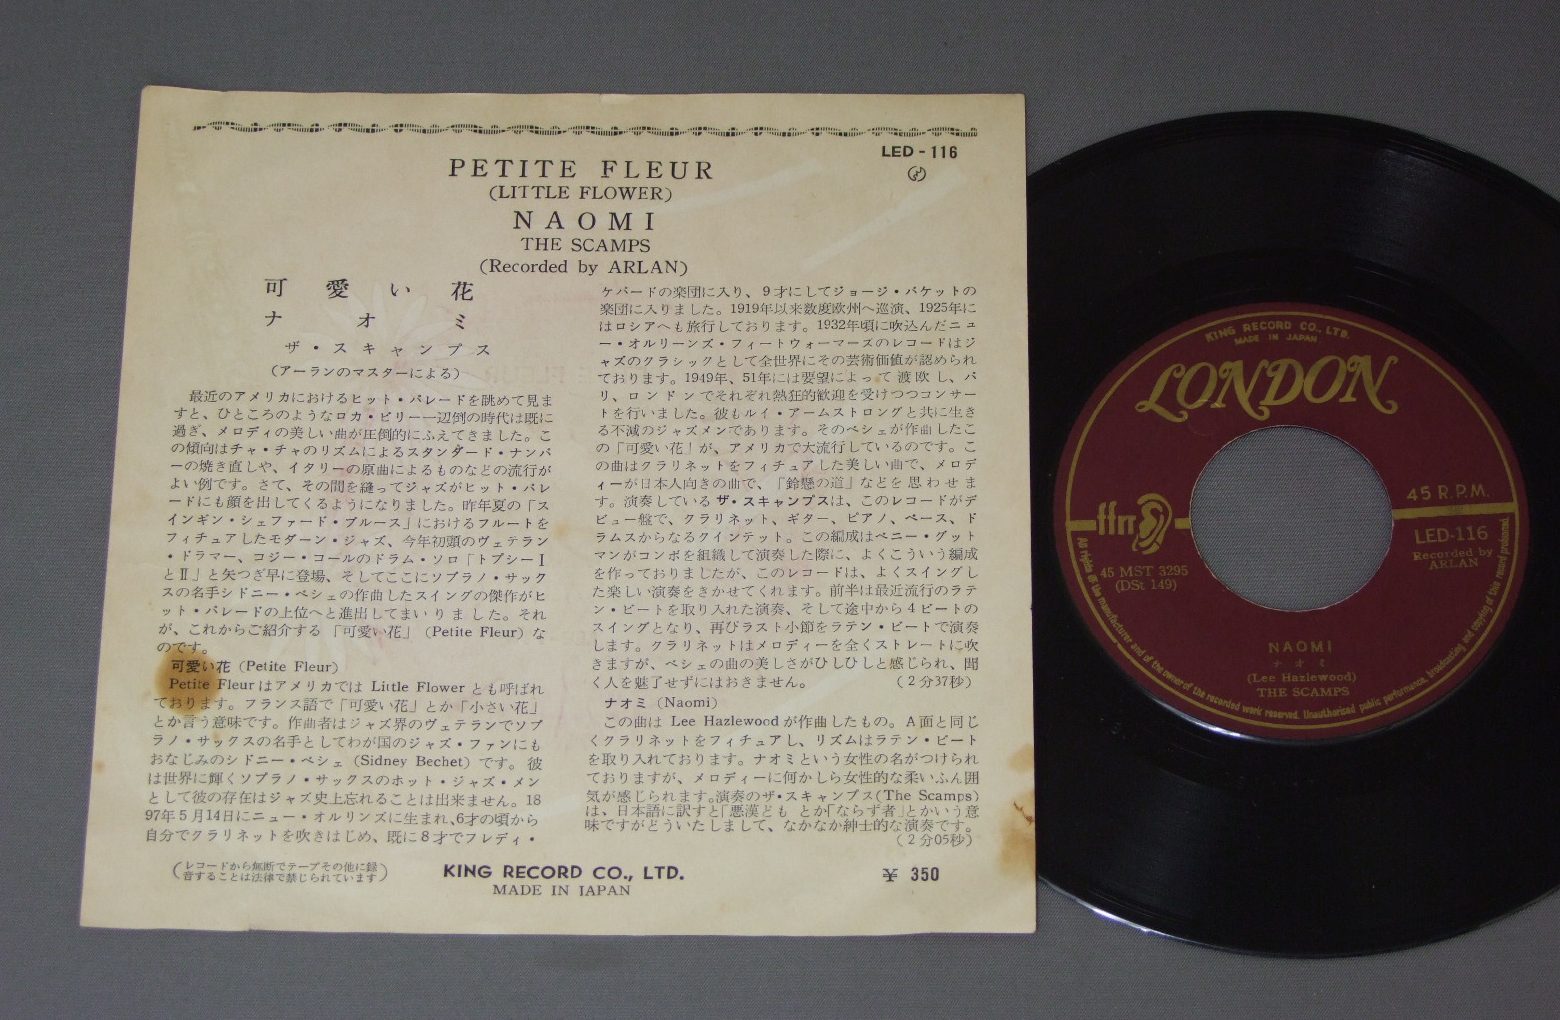 LED-116
PETITE FLEUR
(LITTLE FLOWER)
NAOMI
THE SCAMPS
(Recorded by ARLAN)
可愛い花
ナオミ
ザ・スキャンプス
(アーランのマスターによる)
最近のアメリカにおけるヒット・パレードを眺めて見ま
すと、ひところのようなロカ・ビリー一辺倒の時代は既に
過ぎ、メロディの美しい曲が圧倒的にふえてきました。こ
の傾向はチャ・チャのリズムによるスタンダード・ナンバ
ーの焼き直しや、イタリーの原曲によるものなどの流行が
よい例です。さて、その間を縫ってジャズがヒット・パレ
ードにも顔を出してくるようになりました。昨年夏の「ス
インギン・シェファード・ブルース」におけるフルートを
フィチュアしたモダーン・ジャズ、今年初頭のヴェテラン
・ドラマー、コジー・コールのドラム・ソロ「トプシーⅠ
とⅡ」と矢つぎ早に登場、そしてここにソプラノ・サック
スの名手シドニー・ベシェの作曲したスイングの傑作がヒ
ット・パレードの上位へと進出してまいりました。それ
が、これからご紹介する「可愛い花」(Petite Fleur)な
のです。
可愛い花(Petite Fleur)
Petite Fleurはアメリカでは Little Flower とも呼ばれ
ております。フランス語で「可愛い花」とか「小さい花」
とか言う意味です。作曲者はジャズ界のヴェテランでソプ
ラノ・サックスの名手としてわが国のジャズ・ファンにも
おなじみのシドニー・ベシェ(Sidney Bechet)です。彼
は世界に輝くソプラノ・サックスのホット・ジャズ・メン
として彼の存在はジャズ史上忘れることは出来ません。18
97年5月14日にニュー・オルリンズに生まれ、6才の頃から
自分でクラリネットを吹きはじめ、既に8才でフレディ・
ケパードの楽団に入り、9才にしてジョージ・バケットの
楽団に入りました。1919年以来数度欧州へ巡演、1925年に
はロシアへも旅行しております。1932年頃に吹込んだニュ
ー・オルリーンズ・フィートウォーマーズのレコードはジ
ャズのクラシックとして全世界にその芸術価値が認められ
ております。1949年、51年には要望によって渡欧し、パ
リ、ロンドンでそれぞれ熱狂的歓迎を受けつつコンサー
トを行いました。彼もルイ・アームストロングと共に生き
る不滅のジャズメンであります。そのベシェが作曲したこ
の「可愛い花」が、アメリカで大流行しているのです。こ
の曲はクラリネットをフィチュアした美しい曲で、メロデ
ィーが日本人向きの曲で、「鈴懸の道」などを思わせま
す。演奏しているザ・スキャンプスは、このレコードがデ
ビュー盤で、クラリネット、ギター、ピアノ、ベース、ド
ラムスからなるクインテット。この編成はベニー・グット
マンがコンボを組織して演奏した際に、よくこういう編成
を作っておりましたが、このレコードは、よくスイングし
た楽しい演奏をきかせてくれます。前半は最近流行のラテ
ン・ビートを取り入れた演奏、そして途中から4ビートの
スイングとなり、再びラスト小節をラテン・ビートで演奏
します。クラリネットはメロディーを全くストレートに吹
きますが、ベシェの曲の美しさがひしひしと感じられ、聞
く人を魅了せずにはおきません。 (2分37秒)
ナオミ(Naomi)
この曲は Lee Hazlewoodが作曲したもの。A面と同じ
くクラリネットをフィチュアし、リズムはラテン・ビート
を取り入れております。ナオミという女性の名がつけられ
ておりますが、メロディーに何かしら女性的な柔いふん囲
気が感じられます。演奏のザ・スキャンプス(The Scamps)
は、日本語に訳すと「悪漢ども とか「ならず者」とかいう意
味ですがどういたしまして、なかなか紳士的な演奏です。
(2分05秒)
(レコードから無断でテープその他に録
音することは法律で禁じられています)
KING RECORD CO., LTD.
MADE IN JAPAN
¥ 350
KING RECORD CO., LTD.
MADE IN JAPAN
LONDON
ffrr
45 R.P.M.
LED-116
Recorded by
ARLAN
45 MST 3295
(DSt 149)
NAOMI
ナオミ
(Lee Hazlewood)
THE SCAMPS
All rights of the manufacturer and of the owner of the recorded work reserved. Unauthorised public performance, broadcasting and copying of this record prohibited.